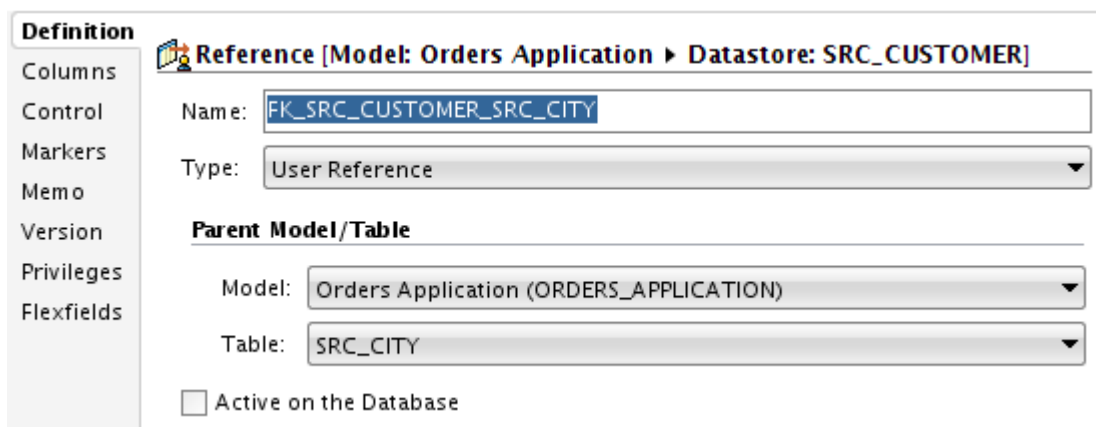 Definition
Columns
Control
Markers
Memo
Version
Privileges
Flexfields
Reference [Model: Orders Application ▸ Datastore: SRC_CUSTOMER]
Name: FK_SRC_CUSTOMER_SRC_CITY
Type: User Reference
Parent Model/Table
Model: Orders Application (ORDERS_APPLICATION)
Table: SRC_CITY
Active on the Database